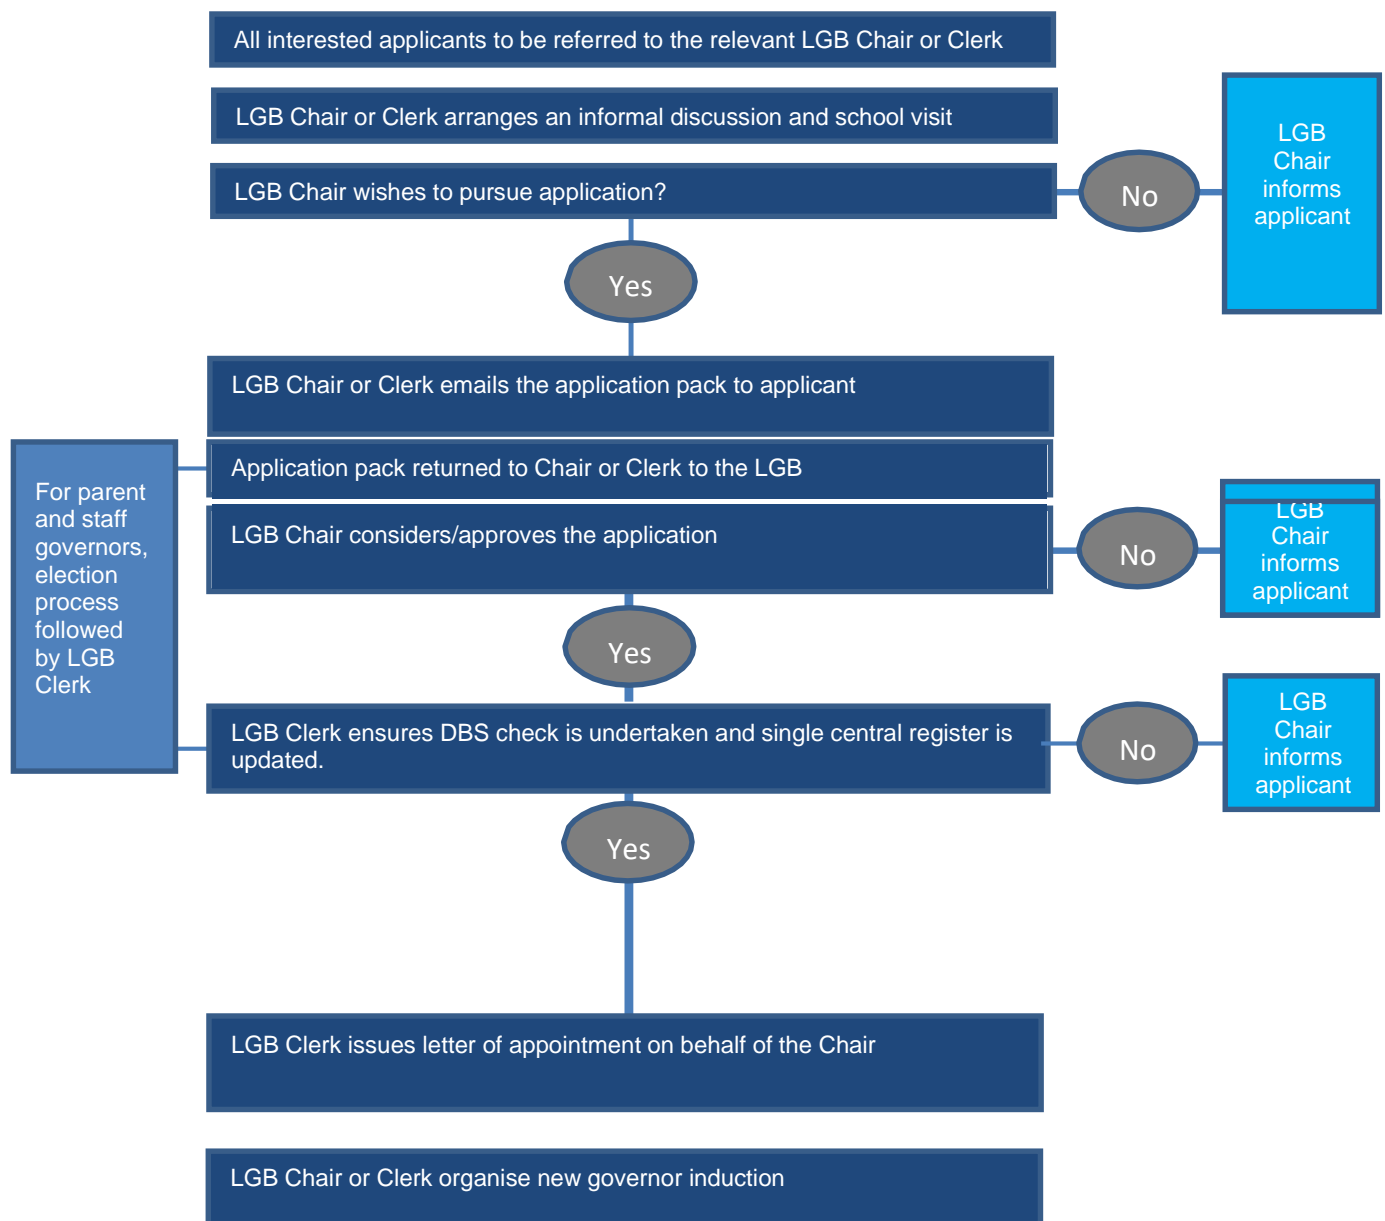 All interested applicants to be referred to the relevant LGB Chair or Clerk
LGB Chair or Clerk arranges an informal discussion and school visit
LGB Chair wishes to pursue application?
No
LGB
Chair
informs
applicant
Yes
LGB Chair or Clerk emails the application pack to applicant
Application pack returned to Chair or Clerk to the LGB
For parent
and staff
governors,
election
process
followed
by LGB
Clerk
LGB Chair considers/approves the application
No
LGB
Chair
informs
applicant
Yes
LGB Clerk ensures DBS check is undertaken and single central register is
updated.
No
LGB
Chair
informs
applicant
Yes
LGB Clerk issues letter of appointment on behalf of the Chair
LGB Chair or Clerk organise new governor induction